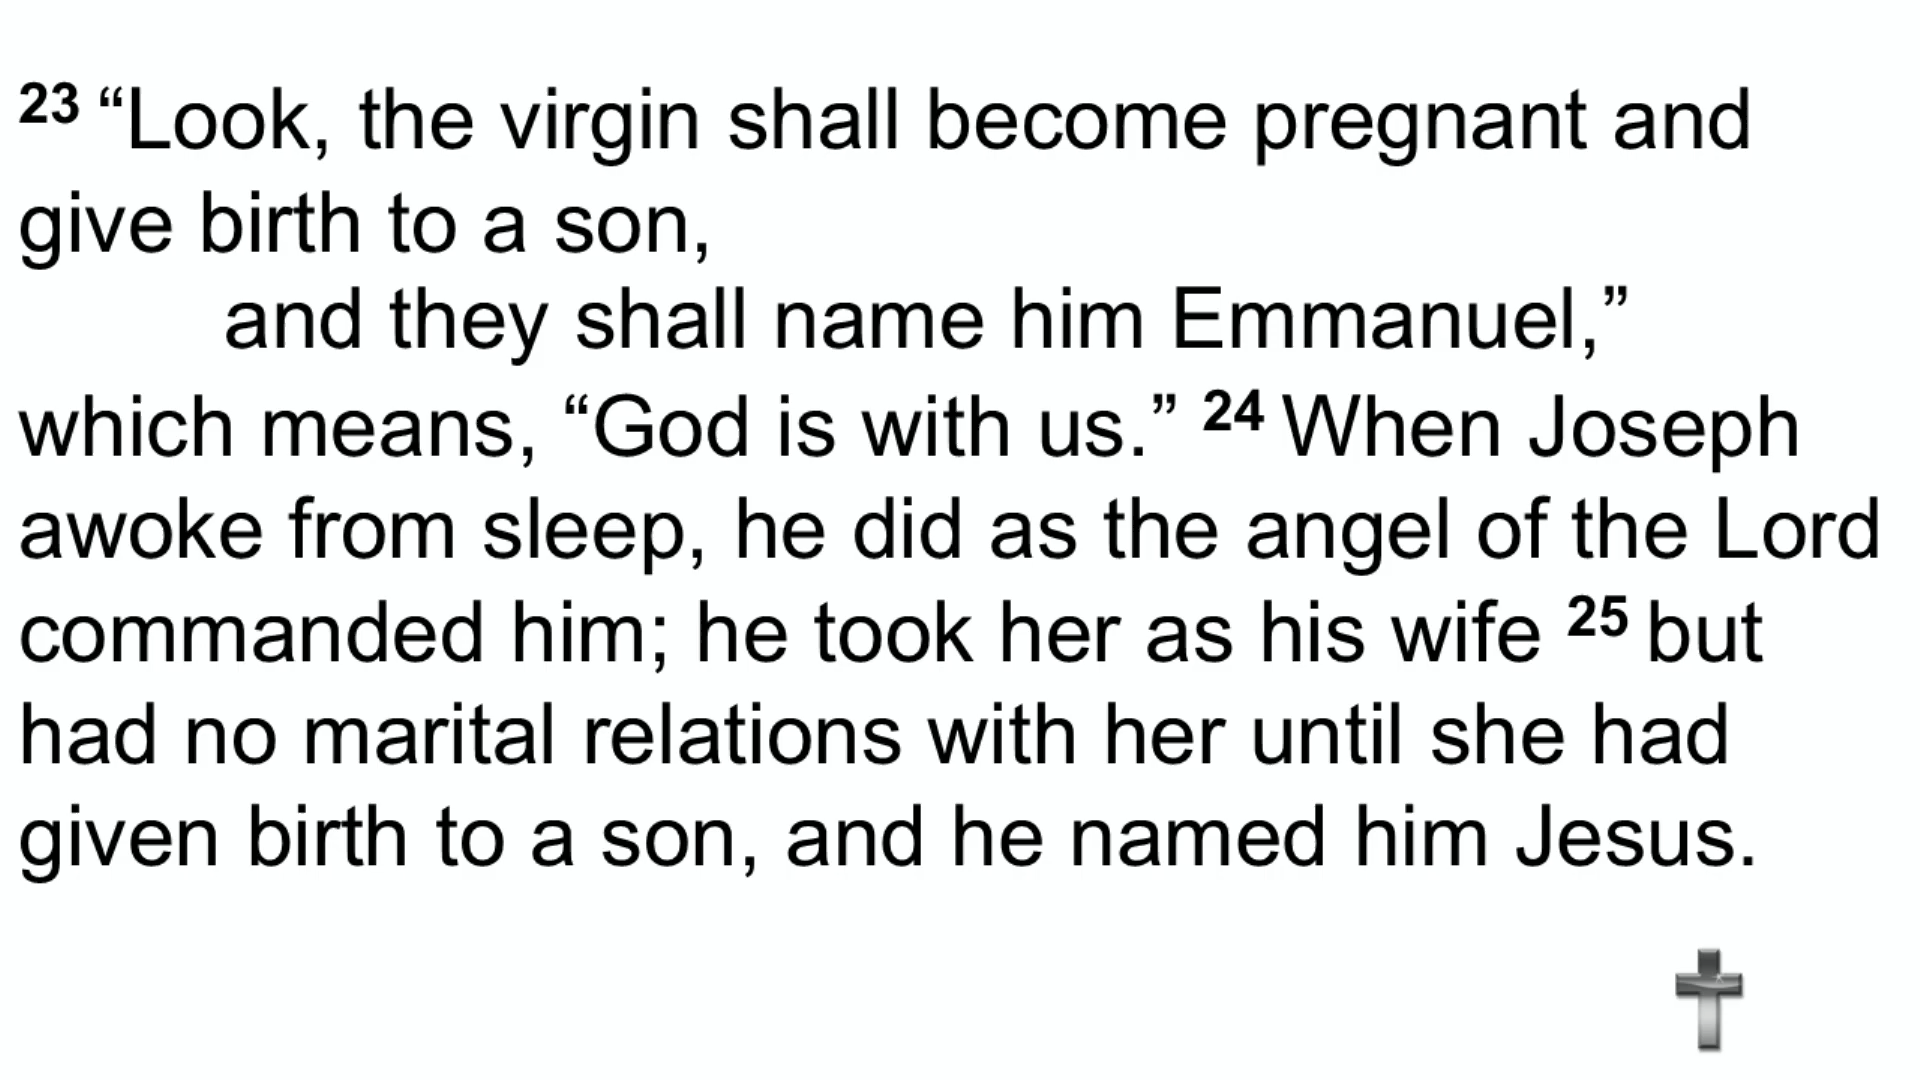 23 “Look, the virgin shall become pregnant and
give birth to a son,
and they shall name him Emmanuel,”
which means, “God is with us.” 24 When Joseph
awoke from sleep, he did as the angel of the Lord
commanded him; he took her as his wife 25 but
had no marital relations with her until she had
given birth to a son, and he named him Jesus.